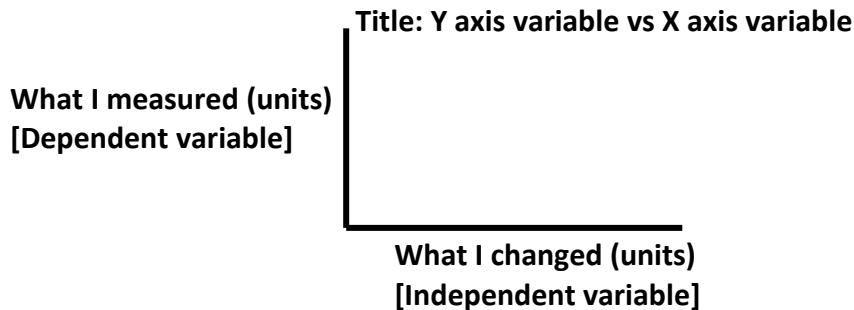 Title: Y axis variable vs X axis variable
What I measured (units)
[Dependent variable]
What I changed (units)
[Independent variable]